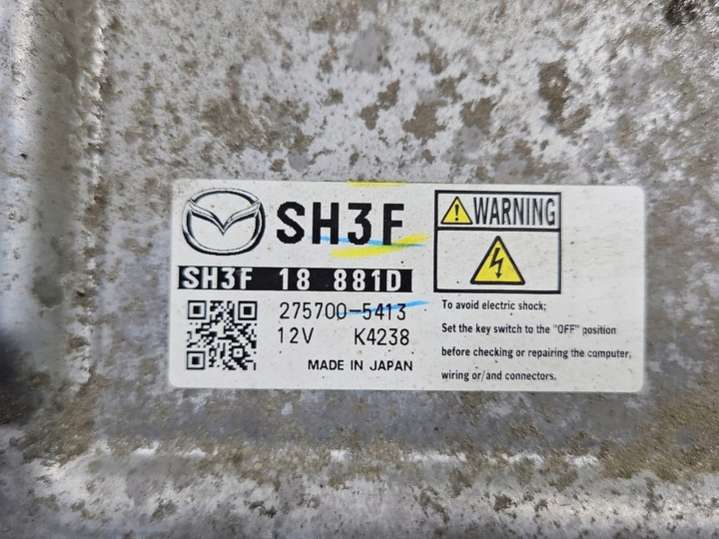 SH3F
SH3F 18 881D
275700-5413
12V K4238
MADE IN JAPAN
WARNING
To avoid electric shock;
Set the key switch to the "OFF" position
before checking or repairing the computer,
wiring or/and connectors.